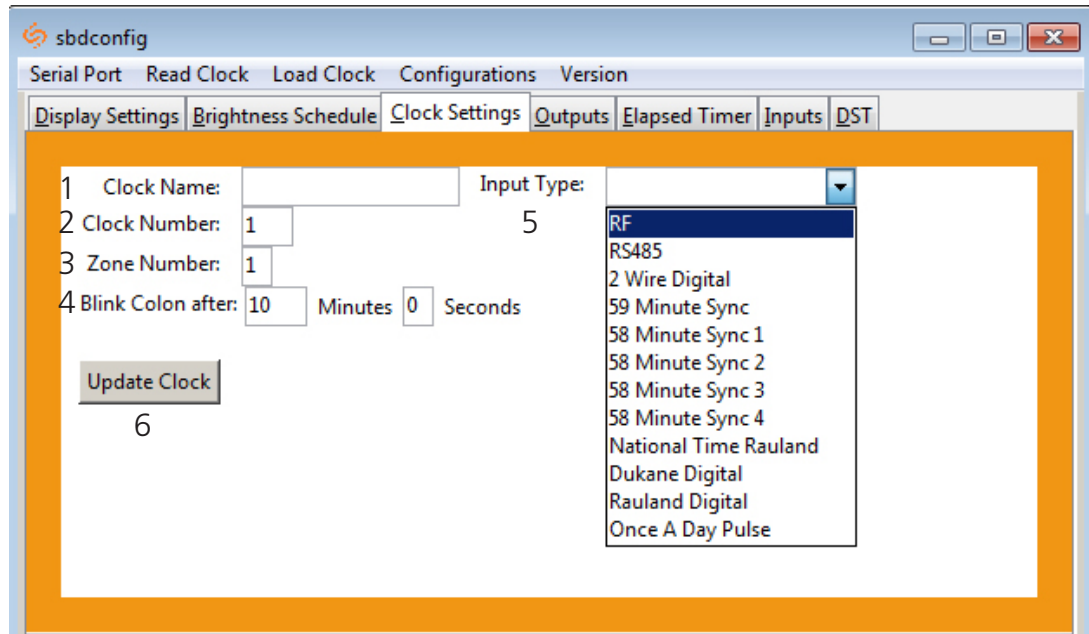 sbdconfig
Serial Port Read Clock Load Clock Configurations Version
Display Settings Brightness Schedule Clock Settings Outputs Elapsed Timer Inputs DST
1 Clock Name: Input Type:
2 Clock Number: 1 5
3 Zone Number: 1
4 Blink Colon after: 10 Minutes 0 Seconds
Update Clock
6
RF
RS485
2 Wire Digital
59 Minute Sync
58 Minute Sync 1
58 Minute Sync 2
58 Minute Sync 3
58 Minute Sync 4
National Time Rauland
Dukane Digital
Rauland Digital
Once A Day Pulse